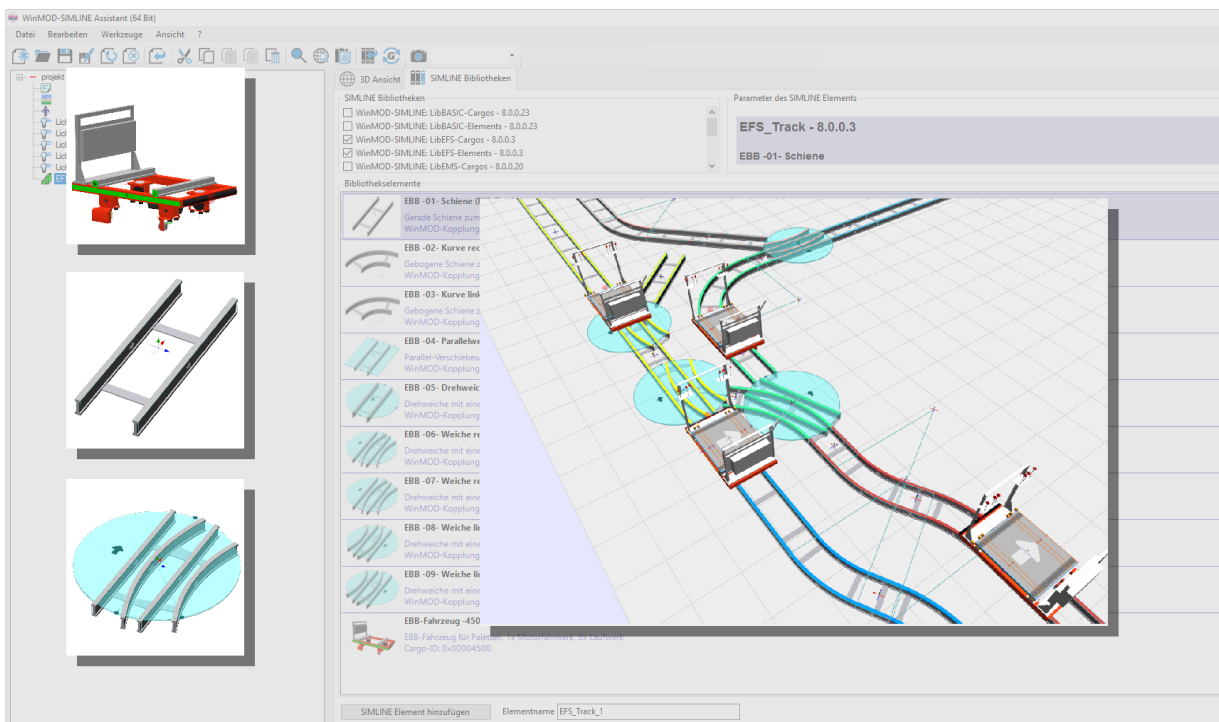 WinMOD-SIMLINE Assistant (64 Bit)
Datei Bearbeiten Werkzeuge Ansicht ?
projekt
3D Ansicht SIMLINE Bibliotheken
SIMLINE Bibliotheken
WinMOD-SIMLINE: LibBASIC-Cargos - 8.0.0.23
WinMOD-SIMLINE: LibBASIC-Elements - 8.0.0.23
WinMOD-SIMLINE: LibEFS-Cargos - 8.0.0.3
WinMOD-SIMLINE: LibEFS-Elements - 8.0.0.3
WinMOD-SIMLINE: LibEMS-Cargos - 8.0.0.20
Parameter des SIMLINE Elements
EFS_Track - 8.0.0.3
EBB -01- Schiene
Bibliothekselemente
EBB -01- Schiene
Gerade Schiene zum
WinMOD-Kopplung
EBB -02- Kurve rec
Gebogene Schiene z
WinMOD-Kopplung
EBB -03- Kurve link
Gebogene Schiene z
WinMOD-Kopplung
EBB -04- Parallelwe
Parallel-Verschiebew
WinMOD-Kopplung
EBB -05- Drehweic
Drehweiche mit eine
WinMOD-Kopplung
EBB -06- Weiche re
Drehweiche mit eine
WinMOD-Kopplung
EBB -07- Weiche re
Drehweiche mit eine
WinMOD-Kopplung
EBB -08- Weiche li
Drehweiche mit eine
WinMOD-Kopplung
EBB -09- Weiche li
Drehweiche mit eine
WinMOD-Kopplung
EBB-Fahrzeug -450
EBB-Fahrzeug für Paletten, 1x Motorfahrwerk, 3x Laufwerk
Cargo-ID: 0x00004500
SIMLINE Element hinzufügen Elementname EFS_Track_1